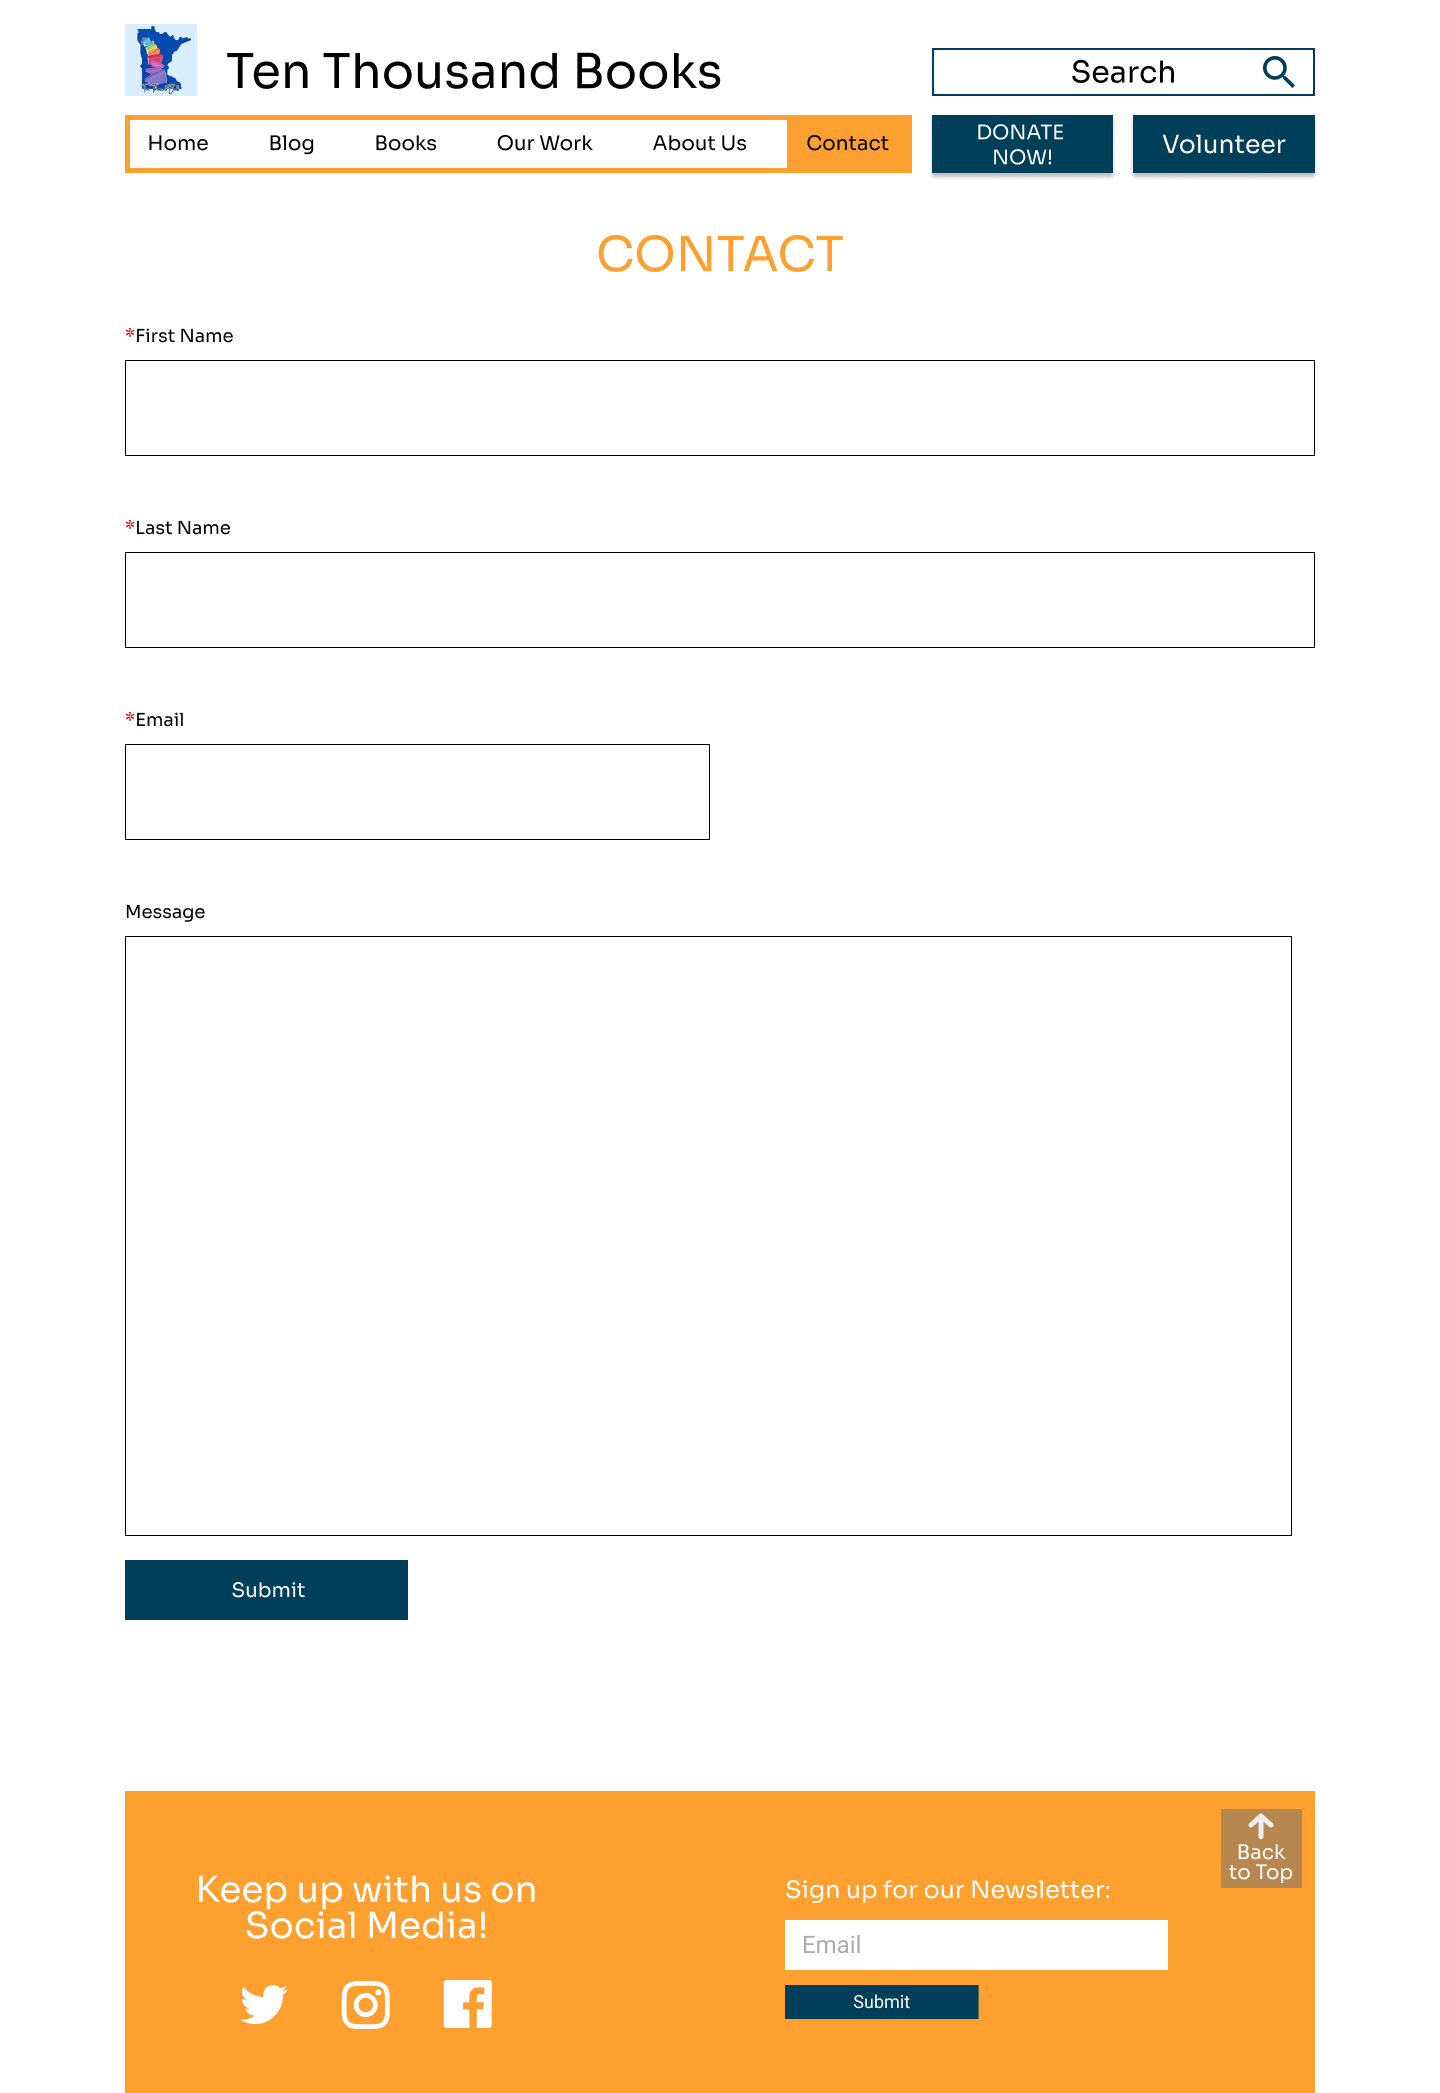 Ten Thousand Books
Search
Home Blog Books Our Work About Us Contact
DONATE
NOW!
Volunteer
CONTACT
*First Name
*Last Name
*Email
Message
Submit
Back
to Top
Keep up with us on
Social Media!
Sign up for our Newsletter:
Email
Submit